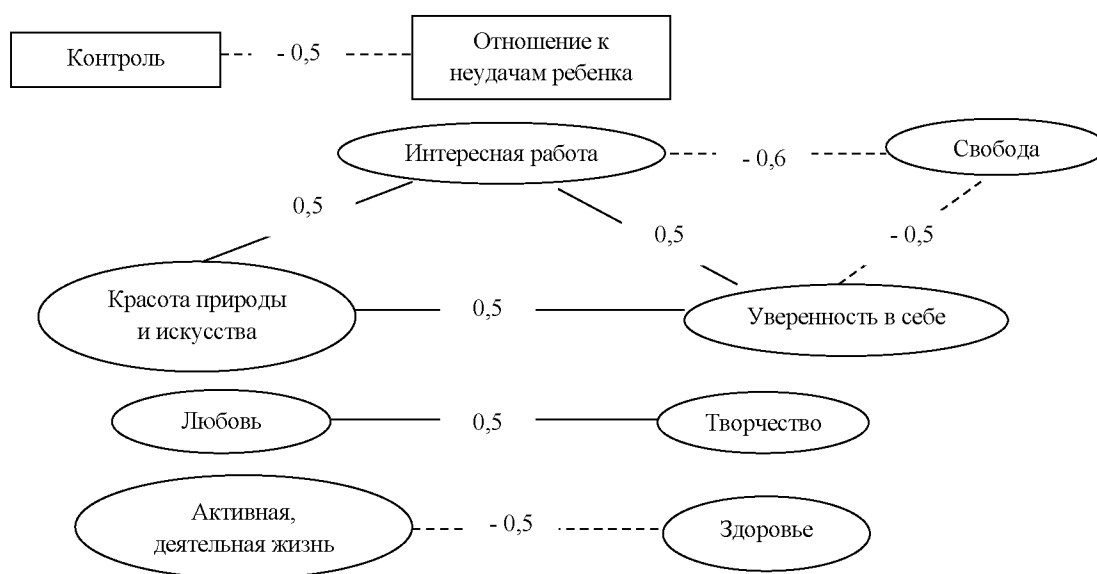 Контроль
- 0,5
Отношение к
неудачам ребенка
Интересная работа
- 0,6
Свобода
0,5
0,5
- 0,5
Красота природы
и искусства
0,5
Уверенность в себе
Любовь
0,5
Творчество
Активная,
деятельная жизнь
- 0,5
Здоровье